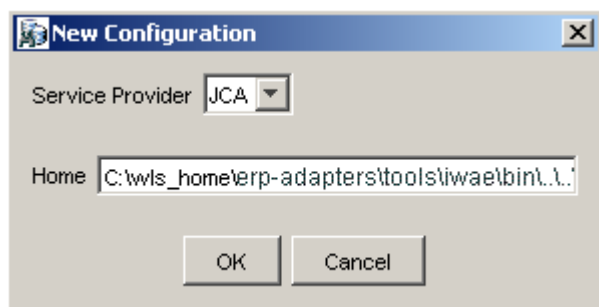 New Configuration
Service Provider JCA
Home C:\wls_home\erp-adapters\tools\iwae\bin\..\..\
OK Cancel